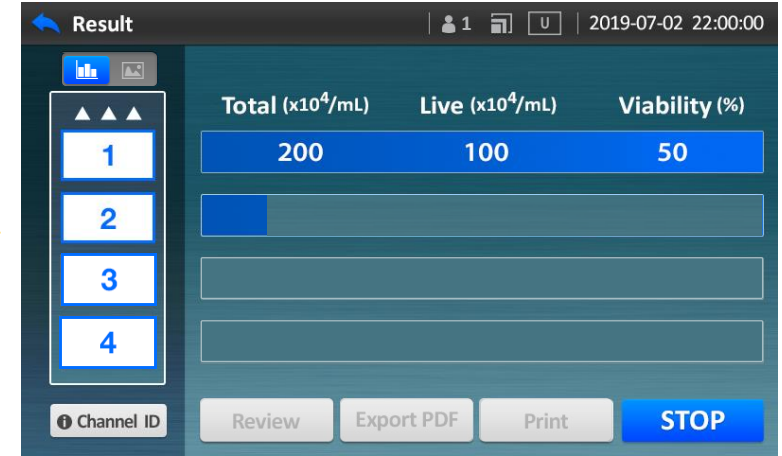 Result 1 U 2019-07-02 22:00:00
Total (x10⁴/mL) Live (x10⁴/mL) Viability (%)
1 200 100 50
2
3
4
Channel ID Review Export PDF Print STOP